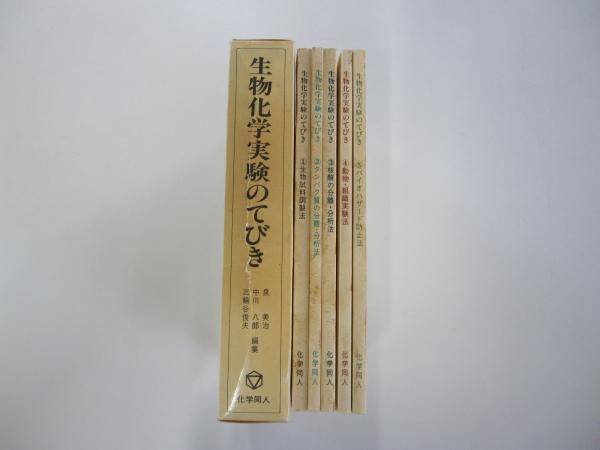 生物化学実験のてびき
泉 美治
中川 八郎 編集
三輪谷俊夫
化学同人
生物化学実験のてびき ①生物試料調製法 化学同人
生物化学実験のてびき ②タンパク質の分離・分析法 化学同人
生物化学実験のてびき ③核酸の分離・分析法 化学同人
生物化学実験のてびき ④動物・組織実験法 化学同人
生物化学実験のてびき ⑤バイオハザード防止法 化学同人